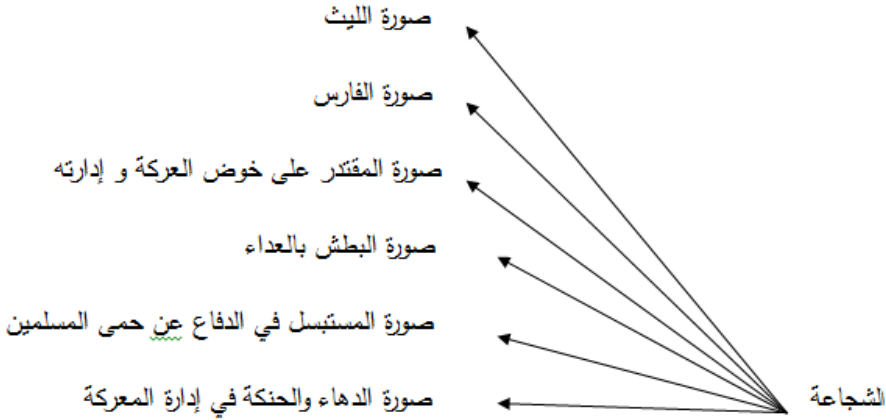 صورة الليث
صورة الفارس
صورة المقتدر على خوض العركة و إدارته
صورة البطش بالعداء
صورة المستبسل في الدفاع عن حمى المسلمين
صورة الدهاء والحنكة في إدارة المعركة
الشجاعة